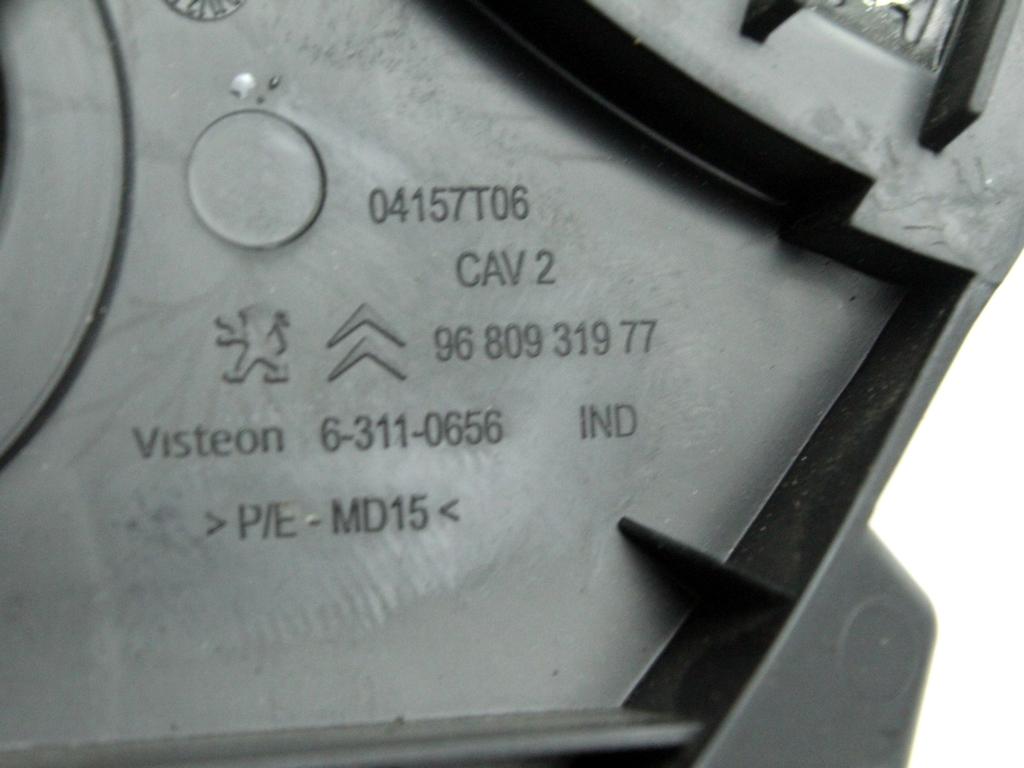 04157T06
CAV 2
96 809 319 77
Visteon 6-311-0656 IND
>P/E - MD15<